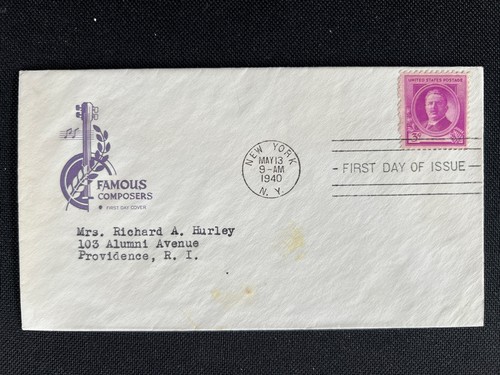 UNITED STATES POSTAGE
3¢
NEW YORK
MAY 13
9-AM
1940
N. Y.
- FIRST DAY OF ISSUE -
FAMOUS
COMPOSERS
FIRST DAY COVER
Mrs. Richard A. Hurley
103 Alumni Avenue
Providence, R. I.